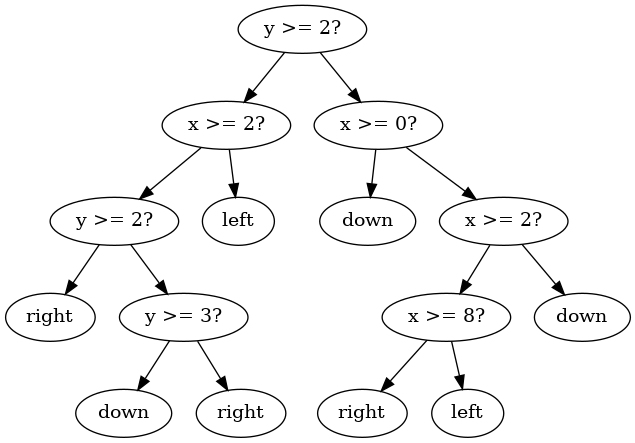 y >= 2?
x >= 2?
x >= 0?
y >= 2?
left
down
x >= 2?
right
y >= 3?
x >= 8?
down
down
right
right
left